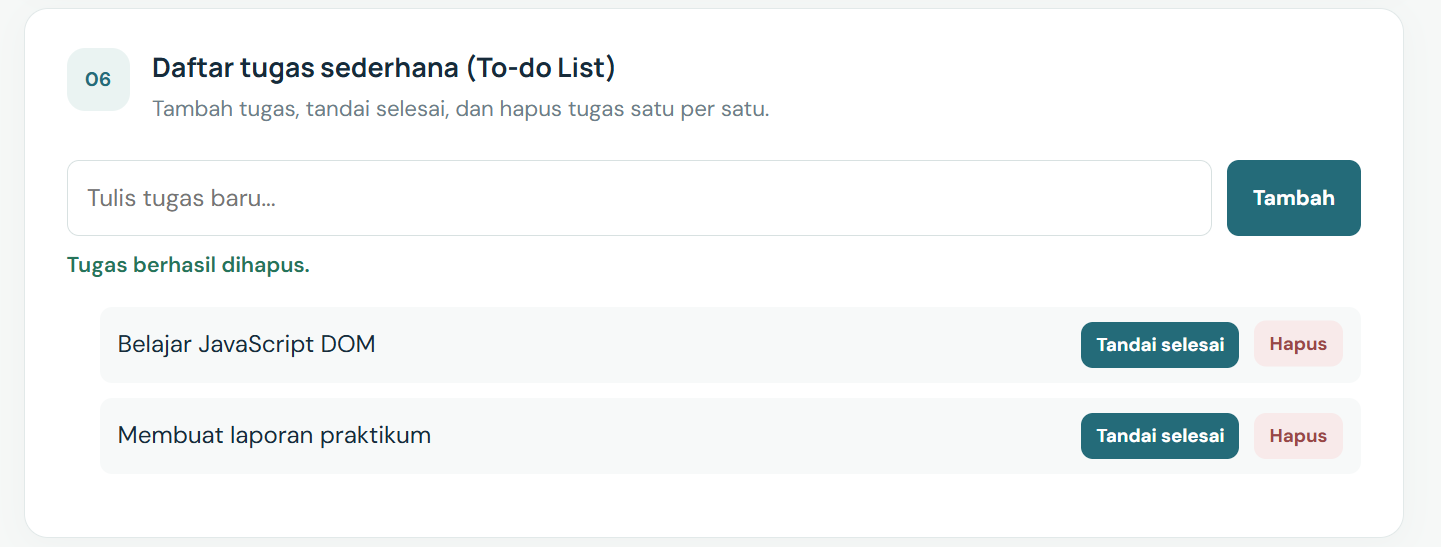 06
Daftar tugas sederhana (To-do List)
Tambah tugas, tandai selesai, dan hapus tugas satu per satu.
Tulis tugas baru...
Tambah
Tugas berhasil dihapus.
Belajar JavaScript DOM
Tandai selesai
Hapus
Membuat laporan praktikum
Tandai selesai
Hapus